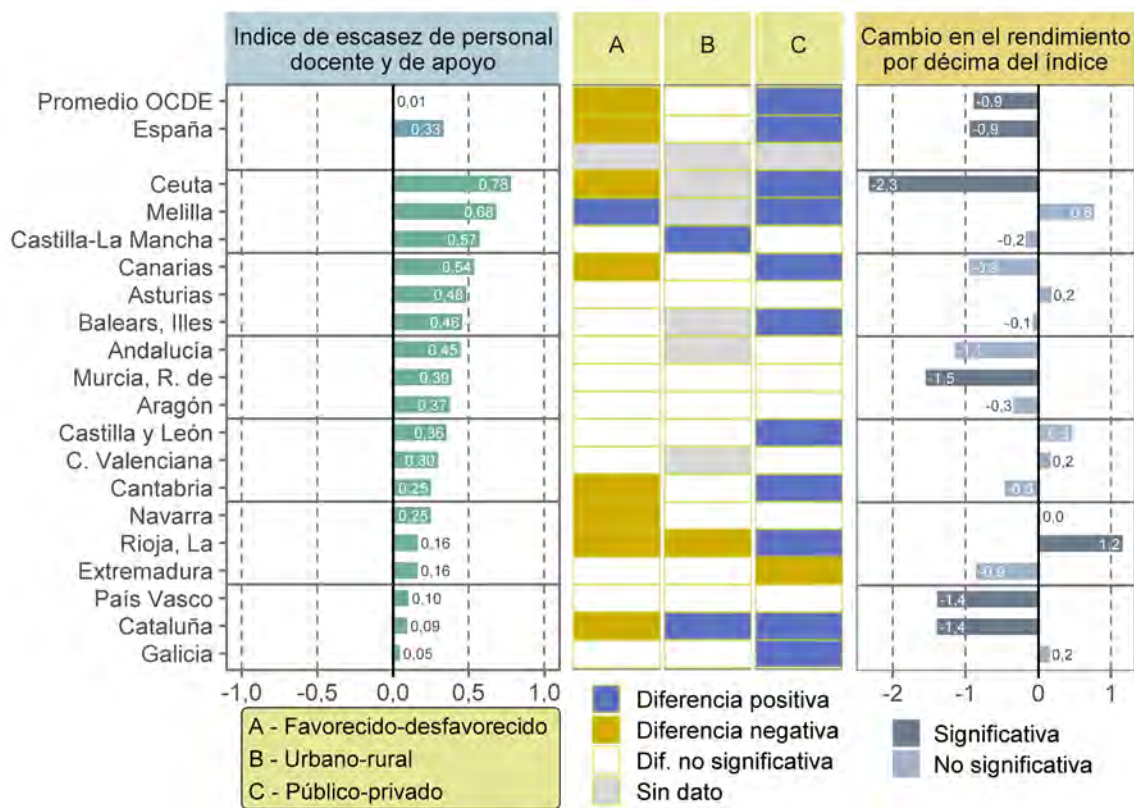 Indice de escasez de personal
docente y de apoyo
A
B
C
Cambio en el rendimiento
por décima del índice
Promedio OCDE 0,01 -0,9
España 0,33 -0,9
Ceuta 0,78 -2,3
Melilla 0,68 0,8
Castilla-La Mancha 0,57 -0,2
Canarias 0,54 -0,9
Asturias 0,48 0,2
Balears, Illes 0,46 -0,1
Andalucía 0,45
Murcia, R. de 0,39 -1,5
Aragón 0,37 -0,3
Castilla y León 0,36
C. Valenciana 0,30 0,2
Cantabria 0,25 -0,5
Navarra 0,25 0,0
Rioja, La 0,16 1,2
Extremadura 0,16 -0,9
País Vasco 0,10 -1,4
Cataluña 0,09 -1,4
Galicia 0,05 0,2
-1,0 -0,5 0,0 0,5 1,0
-2 -1 0 1
A - Favorecido-desfavorecido
B - Urbano-rural
C - Público-privado
Diferencia positiva
Diferencia negativa
Dif. no significativa
Sin dato
Significativa
No significativa